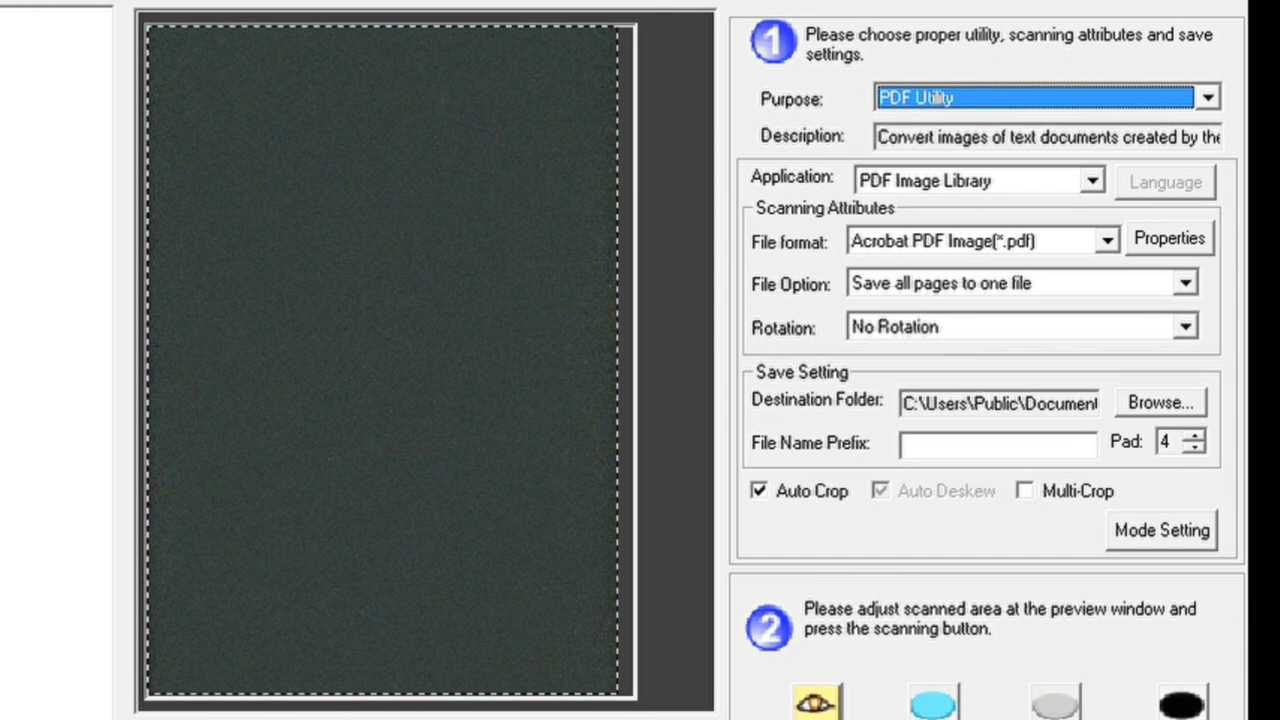 1 Please choose proper utility, scanning attributes and save
settings.
Purpose: PDF Utility
Description: Convert images of text documents created by the
Application: PDF Image Library Language
Scanning Attributes
File format: Acrobat PDF Image(*.pdf) Properties
File Option: Save all pages to one file
Rotation: No Rotation
Save Setting
Destination Folder: C:\Users\Public\Document Browse...
File Name Prefix: Pad: 4
Auto Crop Auto Deskew Multi-Crop
Mode Setting
2 Please adjust scanned area at the preview window and
press the scanning button.